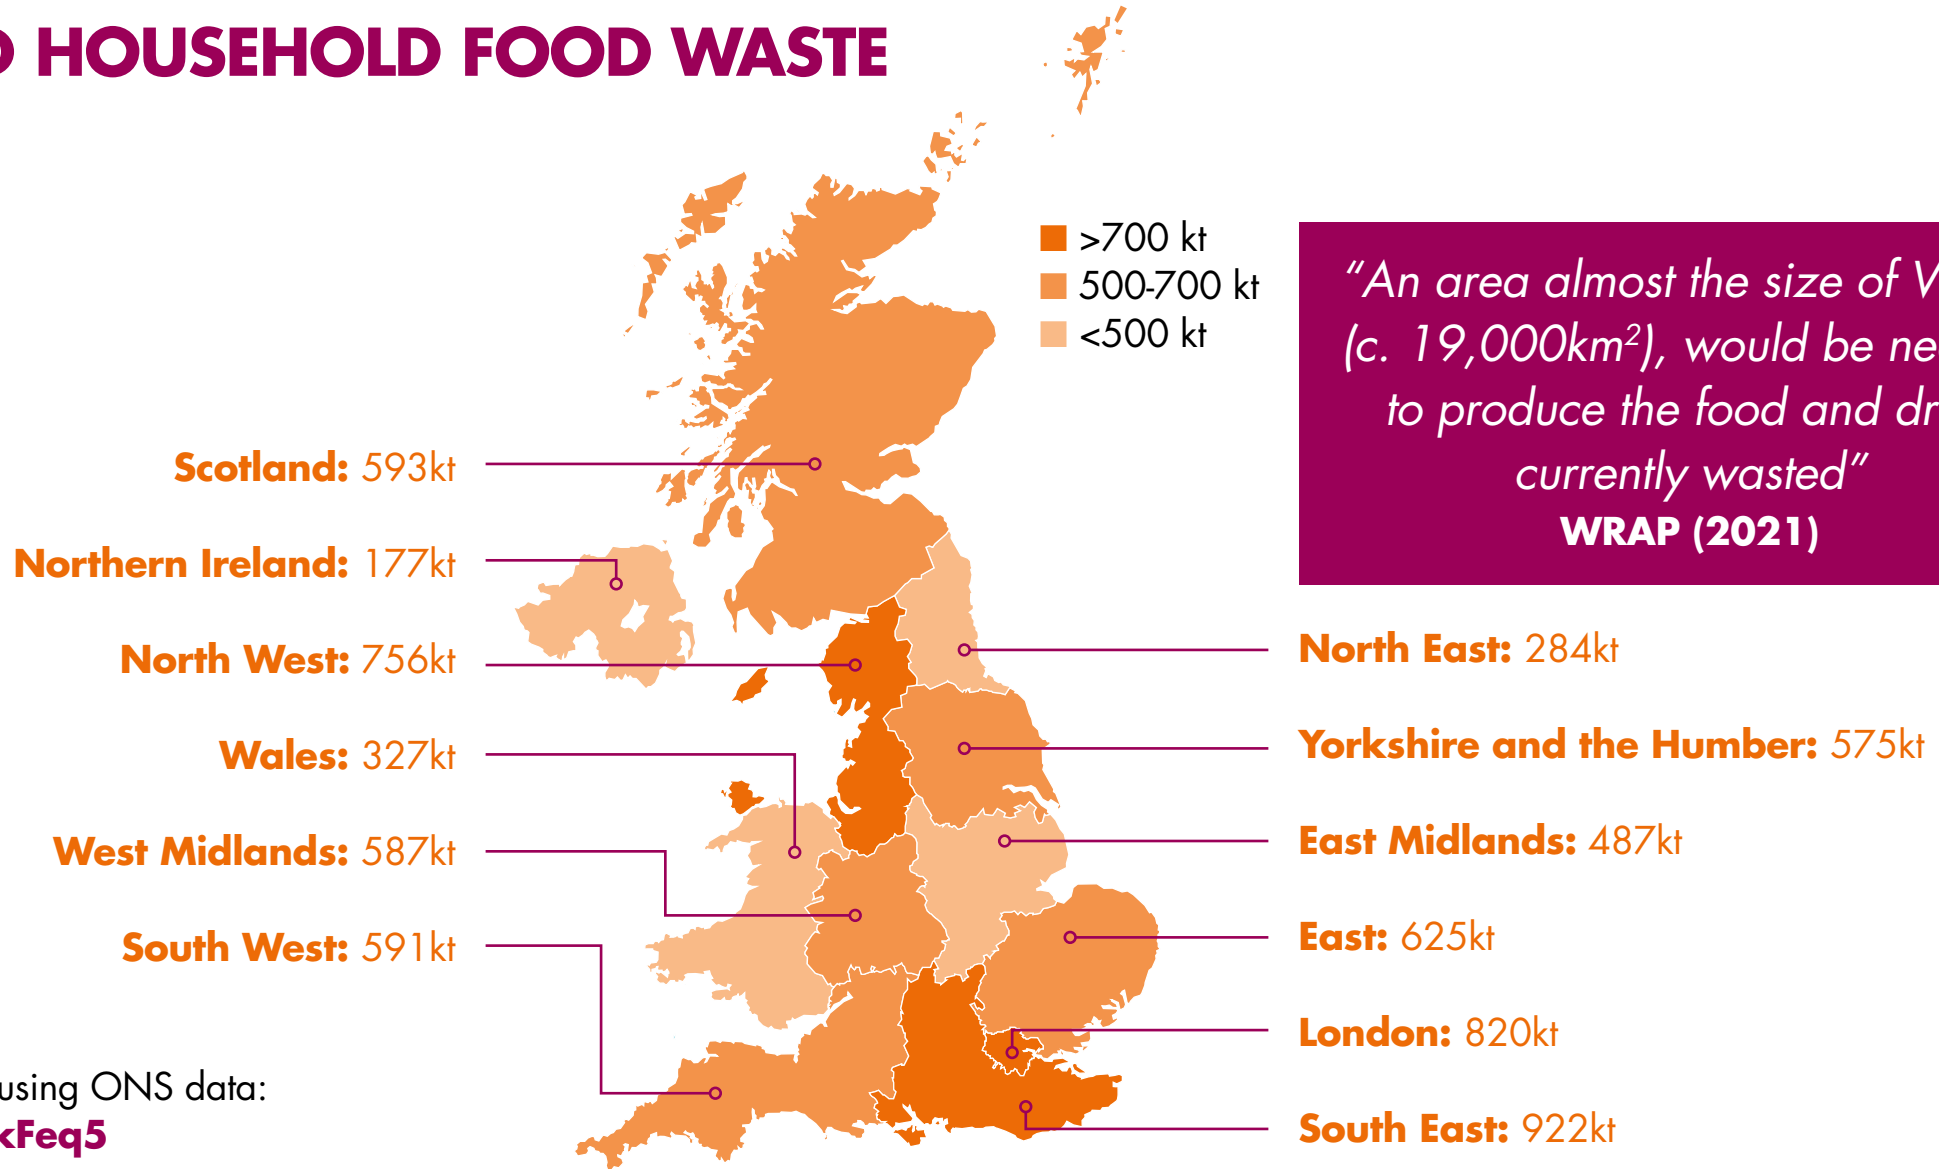 HOUSEHOLD FOOD WASTE
>700 kt
500-700 kt
<500 kt
"An area almost the size of
(c. 19,000km²), would be
to produce the food and
currently wasted"
WRAP (2021)
Scotland: 593kt
Northern Ireland: 177kt
North West: 756kt
Wales: 327kt
West Midlands: 587kt
South West: 591kt
North East: 284kt
Yorkshire and the Humber: 575kt
East Midlands: 487kt
East: 625kt
London: 820kt
South East: 922kt
using ONS data:
kFeq5